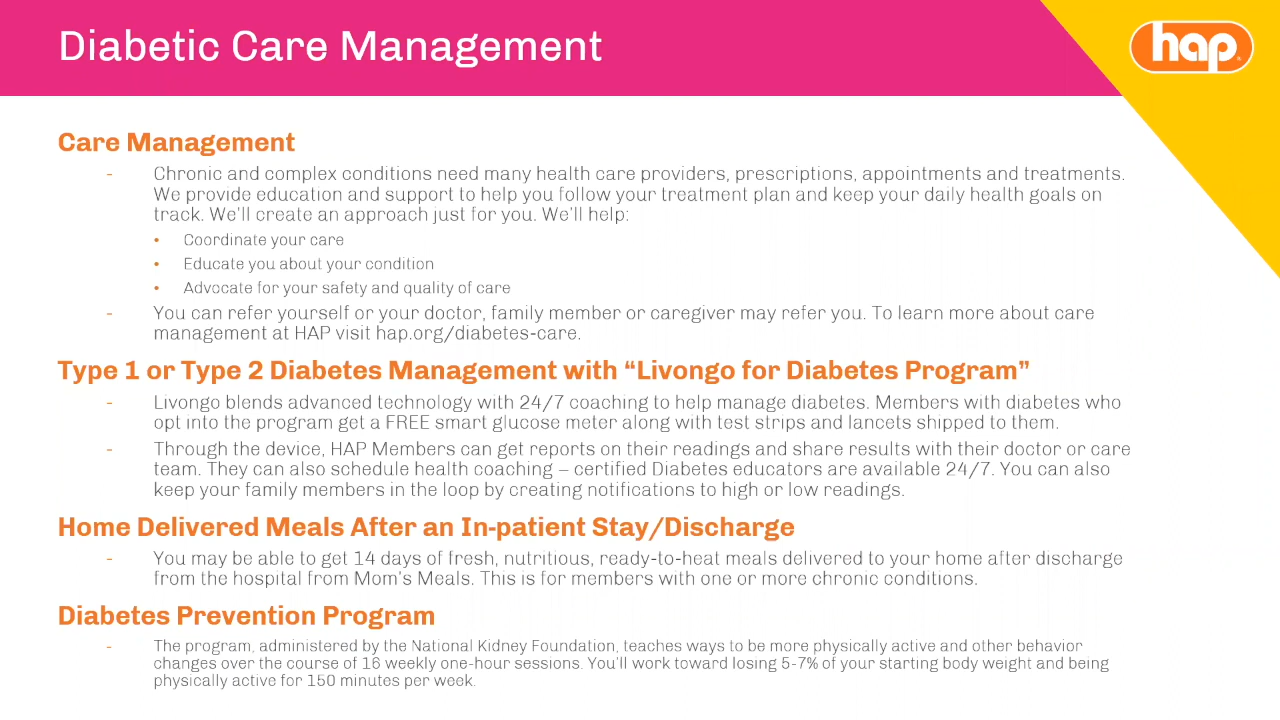 Diabetic Care Management
hap
Care Management
- Chronic and complex conditions need many health care providers, prescriptions, appointments and treatments.
We provide education and support to help you follow your treatment plan and keep your daily health goals on
track. We'll create an approach just for you. We'll help:
• Coordinate your care
• Educate you about your condition
• Advocate for your safety and quality of care
- You can refer yourself or your doctor, family member or caregiver may refer you. To learn more about care
management at HAP visit hap.org/diabetes-care.
Type 1 or Type 2 Diabetes Management with “Livongo for Diabetes Program”
- Livongo blends advanced technology with 24/7 coaching to help manage diabetes. Members with diabetes who
opt into the program get a FREE smart glucose meter along with test strips and lancets shipped to them.
- Through the device, HAP Members can get reports on their readings and share results with their doctor or care
team. They can also schedule health coaching – certified Diabetes educators are available 24/7. You can also
keep your family members in the loop by creating notifications to high or low readings.
Home Delivered Meals After an In-patient Stay/Discharge
- You may be able to get 14 days of fresh, nutritious, ready-to-heat meals delivered to your home after discharge
from the hospital from Mom's Meals. This is for members with one or more chronic conditions.
Diabetes Prevention Program
- The program, administered by the National Kidney Foundation, teaches ways to be more physically active and other behavior
changes over the course of 16 weekly one-hour sessions. You'll work toward losing 5-7% of your starting body weight and being
physically active for 150 minutes per week.